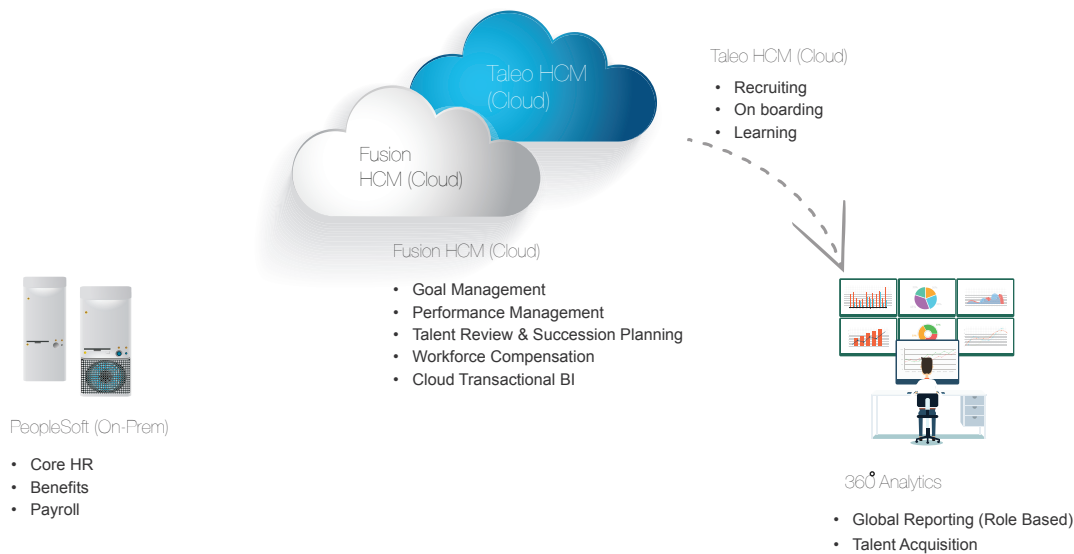 Taleo HCM
(Cloud)
Fusion
HCM (Cloud)
Taleo HCM (Cloud)
• Recruiting
• On boarding
• Learning
Fusion HCM (Cloud)
• Goal Management
• Performance Management
• Talent Review & Succession Planning
• Workforce Compensation
• Cloud Transactional BI
PeopleSoft (On-Prem)
• Core HR
• Benefits
• Payroll
360° Analytics
• Global Reporting (Role Based)
• Talent Acquisition